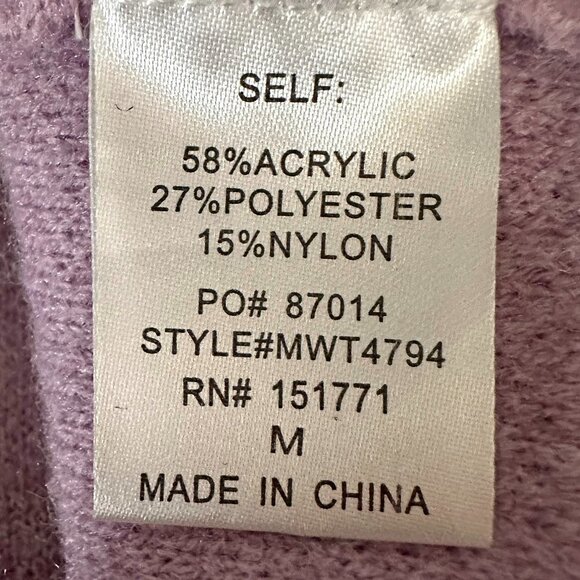 SELF:
58%ACRYLIC
27%POLYESTER
15%NYLON
PO# 87014
STYLE#MWT4794
RN# 151771
M
MADE IN CHINA